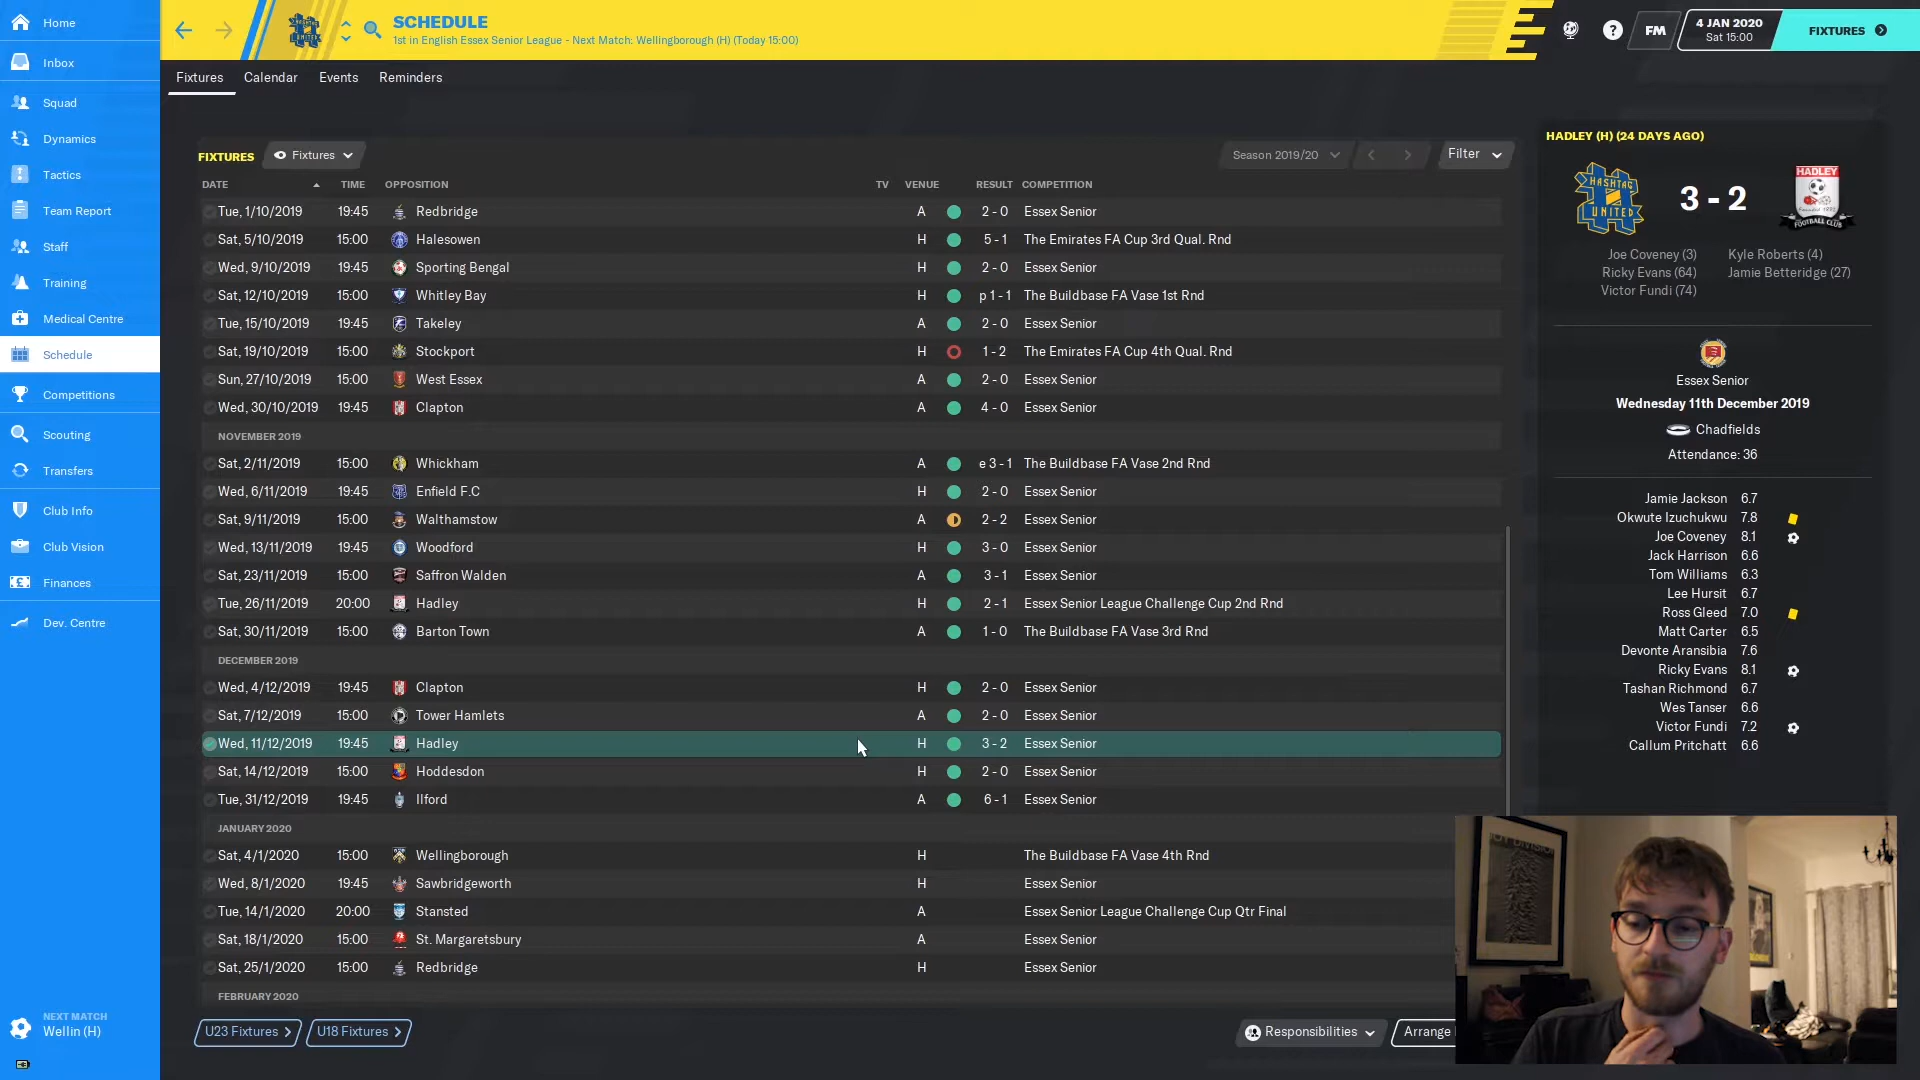 Home
Inbox
Squad
Dynamics
Tactics
Team Report
Staff
Training
Medical Centre
Schedule
Competitions
Scouting
Transfers
Club Info
Club Vision
Finances
Dev. Centre
NEXT MATCH
Wellin (H)
SCHEDULE
1st in English Essex Senior League - Next Match: Wellingborough (H) (Today 15:00)
FM
4 JAN 2020
Sat 15:00
FIXTURES
Fixtures Calendar Events Reminders
FIXTURES Fixtures Season 2019/20 Filter
DATE TIME OPPOSITION TV VENUE RESULT COMPETITION
Tue, 1/10/2019 19:45 Redbridge A 2 - 0 Essex Senior
Sat, 5/10/2019 15:00 Halesowen H 5 - 1 The Emirates FA Cup 3rd Qual. Rnd
Wed, 9/10/2019 19:45 Sporting Bengal H 2 - 0 Essex Senior
Sat, 12/10/2019 15:00 Whitley Bay H p 1 - 1 The Buildbase FA Vase 1st Rnd
Tue, 15/10/2019 19:45 Takeley A 2 - 0 Essex Senior
Sat, 19/10/2019 15:00 Stockport H 1 - 2 The Emirates FA Cup 4th Qual. Rnd
Sun, 27/10/2019 15:00 West Essex A 2 - 0 Essex Senior
Wed, 30/10/2019 19:45 Clapton A 4 - 0 Essex Senior
NOVEMBER 2019
Sat, 2/11/2019 15:00 Whickham A e 3 - 1 The Buildbase FA Vase 2nd Rnd
Wed, 6/11/2019 19:45 Enfield F.C H 2 - 0 Essex Senior
Sat, 9/11/2019 15:00 Walthamstow A 2 - 2 Essex Senior
Wed, 13/11/2019 19:45 Woodford H 3 - 0 Essex Senior
Sat, 23/11/2019 15:00 Saffron Walden A 3 - 1 Essex Senior
Tue, 26/11/2019 20:00 Hadley H 2 - 1 Essex Senior League Challenge Cup 2nd Rnd
Sat, 30/11/2019 15:00 Barton Town A 1 - 0 The Buildbase FA Vase 3rd Rnd
DECEMBER 2019
Wed, 4/12/2019 19:45 Clapton H 2 - 0 Essex Senior
Sat, 7/12/2019 15:00 Tower Hamlets A 2 - 0 Essex Senior
Wed, 11/12/2019 19:45 Hadley H 3 - 2 Essex Senior
Sat, 14/12/2019 15:00 Hoddesdon H 2 - 0 Essex Senior
Tue, 31/12/2019 19:45 Ilford A 6 - 1 Essex Senior
JANUARY 2020
Sat, 4/1/2020 15:00 Wellingborough H The Buildbase FA Vase 4th Rnd
Wed, 8/1/2020 19:45 Sawbridgeworth H Essex Senior
Tue, 14/1/2020 20:00 Stansted A Essex Senior League Challenge Cup Qtr Final
Sat, 18/1/2020 15:00 St. Margaretsbury A Essex Senior
Sat, 25/1/2020 15:00 Redbridge H Essex Senior
FEBRUARY 2020
U23 Fixtures U18 Fixtures Responsibilities Arrange
HADLEY (H) (24 DAYS AGO)
HASHTAG
UNITED
3 - 2
HADLEY
FOOTBALL CLUB
Joe Coveney (3) Kyle Roberts (4)
Ricky Evans (64) Jamie Betteridge (27)
Victor Fundi (74)
Essex Senior
Wednesday 11th December 2019
Chadfields
Attendance: 36
Jamie Jackson 6.7
Okwute Izuchukwu 7.8
Joe Coveney 8.1
Jack Harrison 6.6
Tom Williams 6.3
Lee Hursit 6.7
Ross Gleed 7.0
Matt Carter 6.5
Devonte Aransibia 7.6
Ricky Evans 8.1
Tashan Richmond 6.7
Wes Tanser 6.6
Victor Fundi 7.2
Callum Pritchatt 6.6